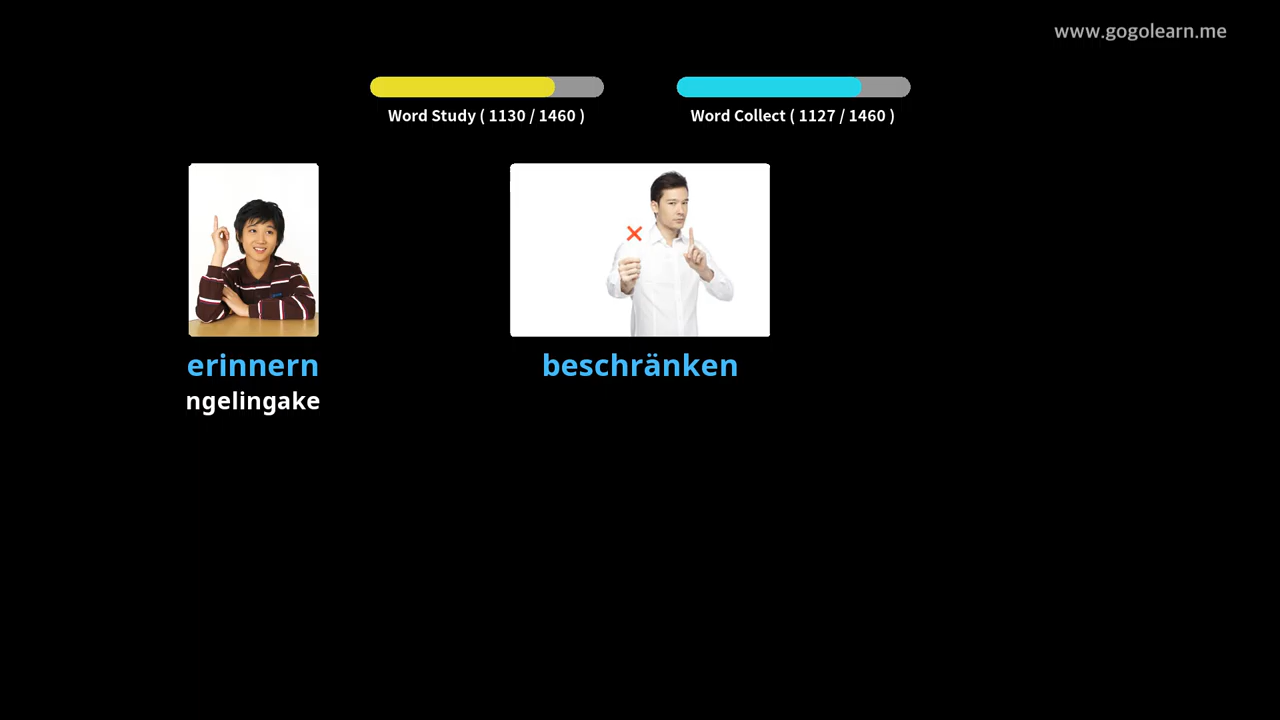 www.gogolearn.me
Word Study ( 1130 / 1460 )
Word Collect ( 1127 / 1460 )
erinnern
ngelingake
beschränken